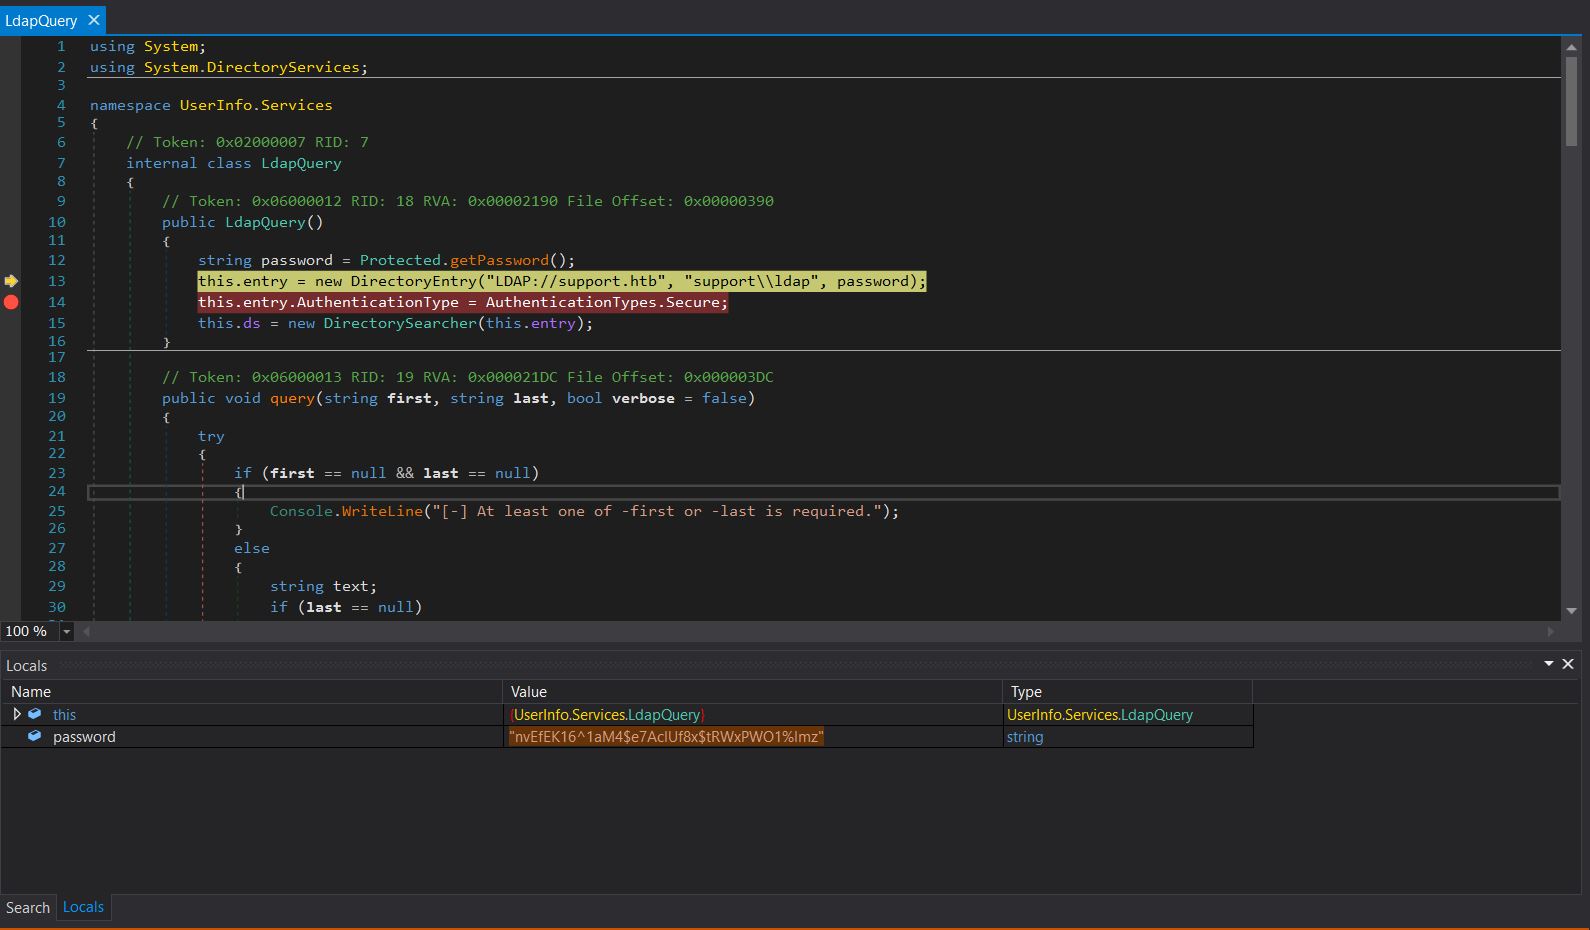 LdapQuery
1 using System;
2 using System.DirectoryServices;
3
4 namespace UserInfo.Services
5 {
6 // Token: 0x02000007 RID: 7
7 internal class LdapQuery
8 {
9 // Token: 0x06000012 RID: 18 RVA: 0x00002190 File Offset: 0x00000390
10 public LdapQuery()
11 {
12 string password = Protected.getPassword();
13 this.entry = new DirectoryEntry("LDAP://support.htb", "support\\ldap", password);
14 this.entry.AuthenticationType = AuthenticationTypes.Secure;
15 this.ds = new DirectorySearcher(this.entry);
16 }
17
18 // Token: 0x06000013 RID: 19 RVA: 0x000021DC File Offset: 0x000003DC
19 public void query(string first, string last, bool verbose = false)
20 {
21 try
22 {
23 if (first == null && last == null)
24 {
25 Console.WriteLine("[-] At least one of -first or -last is required.");
26 }
27 else
28 {
29 string text;
30 if (last == null)
100 %
Locals
Name Value Type
this {UserInfo.Services.LdapQuery} UserInfo.Services.LdapQuery
password "nvEfEK16^1aM4$e7AclUf8x$tRWxPWO1%lmz" string
Search Locals